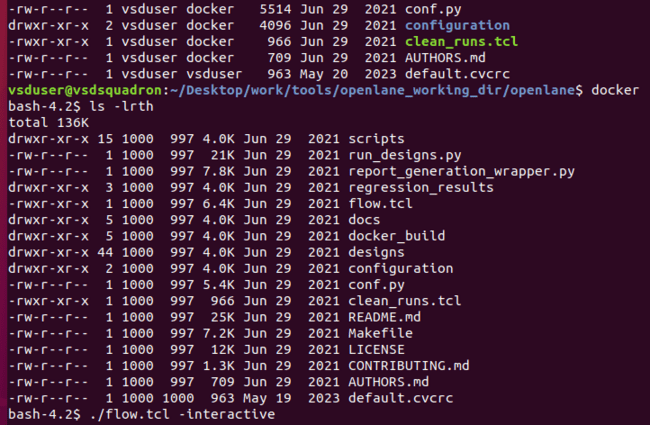 -rw-r--r-- 1 vsduser docker 5514 Jun 29 2021 conf.py
drwxr-xr-x 2 vsduser docker 4096 Jun 29 2021 configuration
-rwxr-xr-x 1 vsduser docker 966 Jun 29 2021 clean_runs.tcl
-rw-r--r-- 1 vsduser docker 709 Jun 29 2021 AUTHORS.md
-rw-r--r-- 1 vsduser vsduser 963 May 20 2023 default.cvcrc
vsduser@vsdsquadron:~/Desktop/work/tools/openlane_working_dir/openlane$ docker
bash-4.2$ ls -lrth
total 136K
drwxr-xr-x 15 1000 997 4.0K Jun 29 2021 scripts
-rw-r--r-- 1 1000 997 21K Jun 29 2021 run_designs.py
-rw-r--r-- 1 1000 997 7.8K Jun 29 2021 report_generation_wrapper.py
drwxr-xr-x 3 1000 997 4.0K Jun 29 2021 regression_results
-rwxr-xr-x 1 1000 997 6.4K Jun 29 2021 flow.tcl
drwxr-xr-x 5 1000 997 4.0K Jun 29 2021 docs
drwxr-xr-x 5 1000 997 4.0K Jun 29 2021 docker_build
drwxr-xr-x 44 1000 997 4.0K Jun 29 2021 designs
drwxr-xr-x 2 1000 997 4.0K Jun 29 2021 configuration
-rw-r--r-- 1 1000 997 5.4K Jun 29 2021 conf.py
-rwxr-xr-x 1 1000 997 966 Jun 29 2021 clean_runs.tcl
-rw-r--r-- 1 1000 997 25K Jun 29 2021 README.md
-rw-r--r-- 1 1000 997 7.2K Jun 29 2021 Makefile
-rw-r--r-- 1 1000 997 12K Jun 29 2021 LICENSE
-rw-r--r-- 1 1000 997 1.3K Jun 29 2021 CONTRIBUTING.md
-rw-r--r-- 1 1000 997 709 Jun 29 2021 AUTHORS.md
-rw-r--r-- 1 1000 1000 963 May 19 2023 default.cvcrc
bash-4.2$ ./flow.tcl -interactive